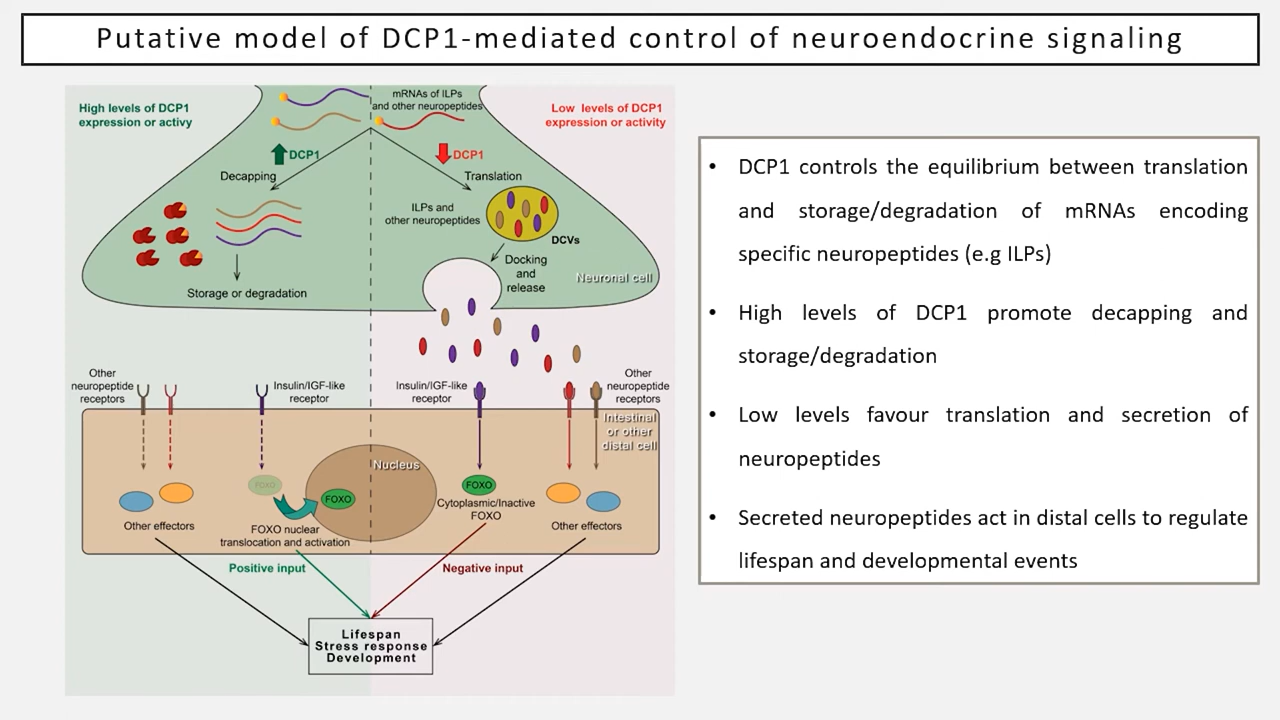 Putative model of DCP1-mediated control of neuroendocrine signaling
High levels of DCP1
expression or activy
mRNAs of ILPs
and other neuropeptides
Low levels of DCP1
expression or activity
DCP1
DCP1
Decapping
Translation
ILPs and
other neuropeptides
DCVs
Docking
and
release
Neuronal cell
Storage or degradation
Other
neuropeptide
receptors
Insulin/IGF-like
receptor
Insulin/IGF-like
receptor
Other
neuropeptide
receptors
Intestinal
or other
distal cell
Nucleus
FOXO
FOXO
FOXO
Cytoplasmic/Inactive
FOXO
Other effectors
FOXO nuclear
translocation and activation
Other effectors
Positive input
Negative input
Lifespan
Stress response
Development
• DCP1 controls the equilibrium between translation
and storage/degradation of mRNAs encoding
specific neuropeptides (e.g ILPs)
• High levels of DCP1 promote decapping and
storage/degradation
• Low levels favour translation and secretion of
neuropeptides
• Secreted neuropeptides act in distal cells to regulate
lifespan and developmental events